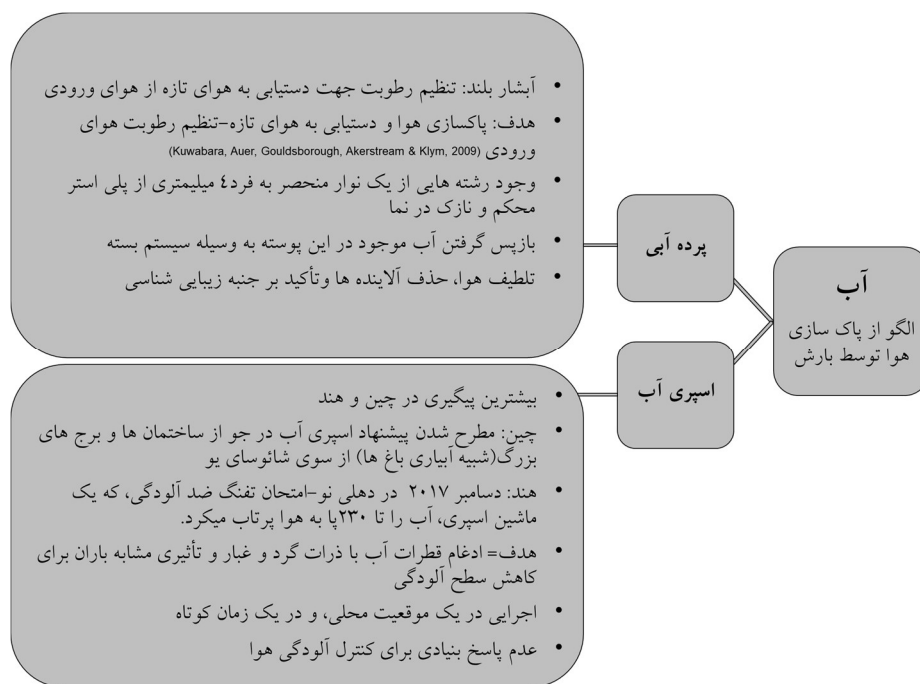 آب
الگو از پاک سازی
هوا توسط بارش
پرده آبی
• آبشار بلند: تنظیم رطوبت جهت دستیابی به هوای تازه از هوای ورودی
• هدف: پاکسازی هوا و دستیابی به هوای تازه-تنظیم رطوبت هوای
ورودی (Kuwabara, Auer, Gouldsborough, Akerstream & Klym, 2009)
• وجود رشته هایی از یک نوار منحصر به فرد٤ میلیمتری از پلی استر
محکم و نازک در نما
• بازپس گرفتن آب موجود در این پوسته به وسیله سیستم بسته
• تلطیف هوا، حذف آلاینده ها وتأکید بر جنبه زیبایی شناسی
اسپری آب
• بیشترین پیگیری در چین و هند
• چین: مطرح شدن پیشنهاد اسپری آب در جو از ساختمان ها و برج های
بزرگ(شبیه آبیاری باغ ها) از سوی شائوسای یو
• هند: دسامبر ۲۰۱۷ در دهلی نو-امتحان تفنگ ضد آلودگی، که یک
ماشین اسپری، آب را تا ۲۳۰پا به هوا پرتاب میکرد.
• هدف= ادغام قطرات آب با ذرات گرد و غبار و تأثیری مشابه باران برای
کاهش سطح آلودگی
• اجرایی در یک موقعیت محلی، و در یک زمان کوتاه
• عدم پاسخ بنیادی برای کنترل آلودگی هوا